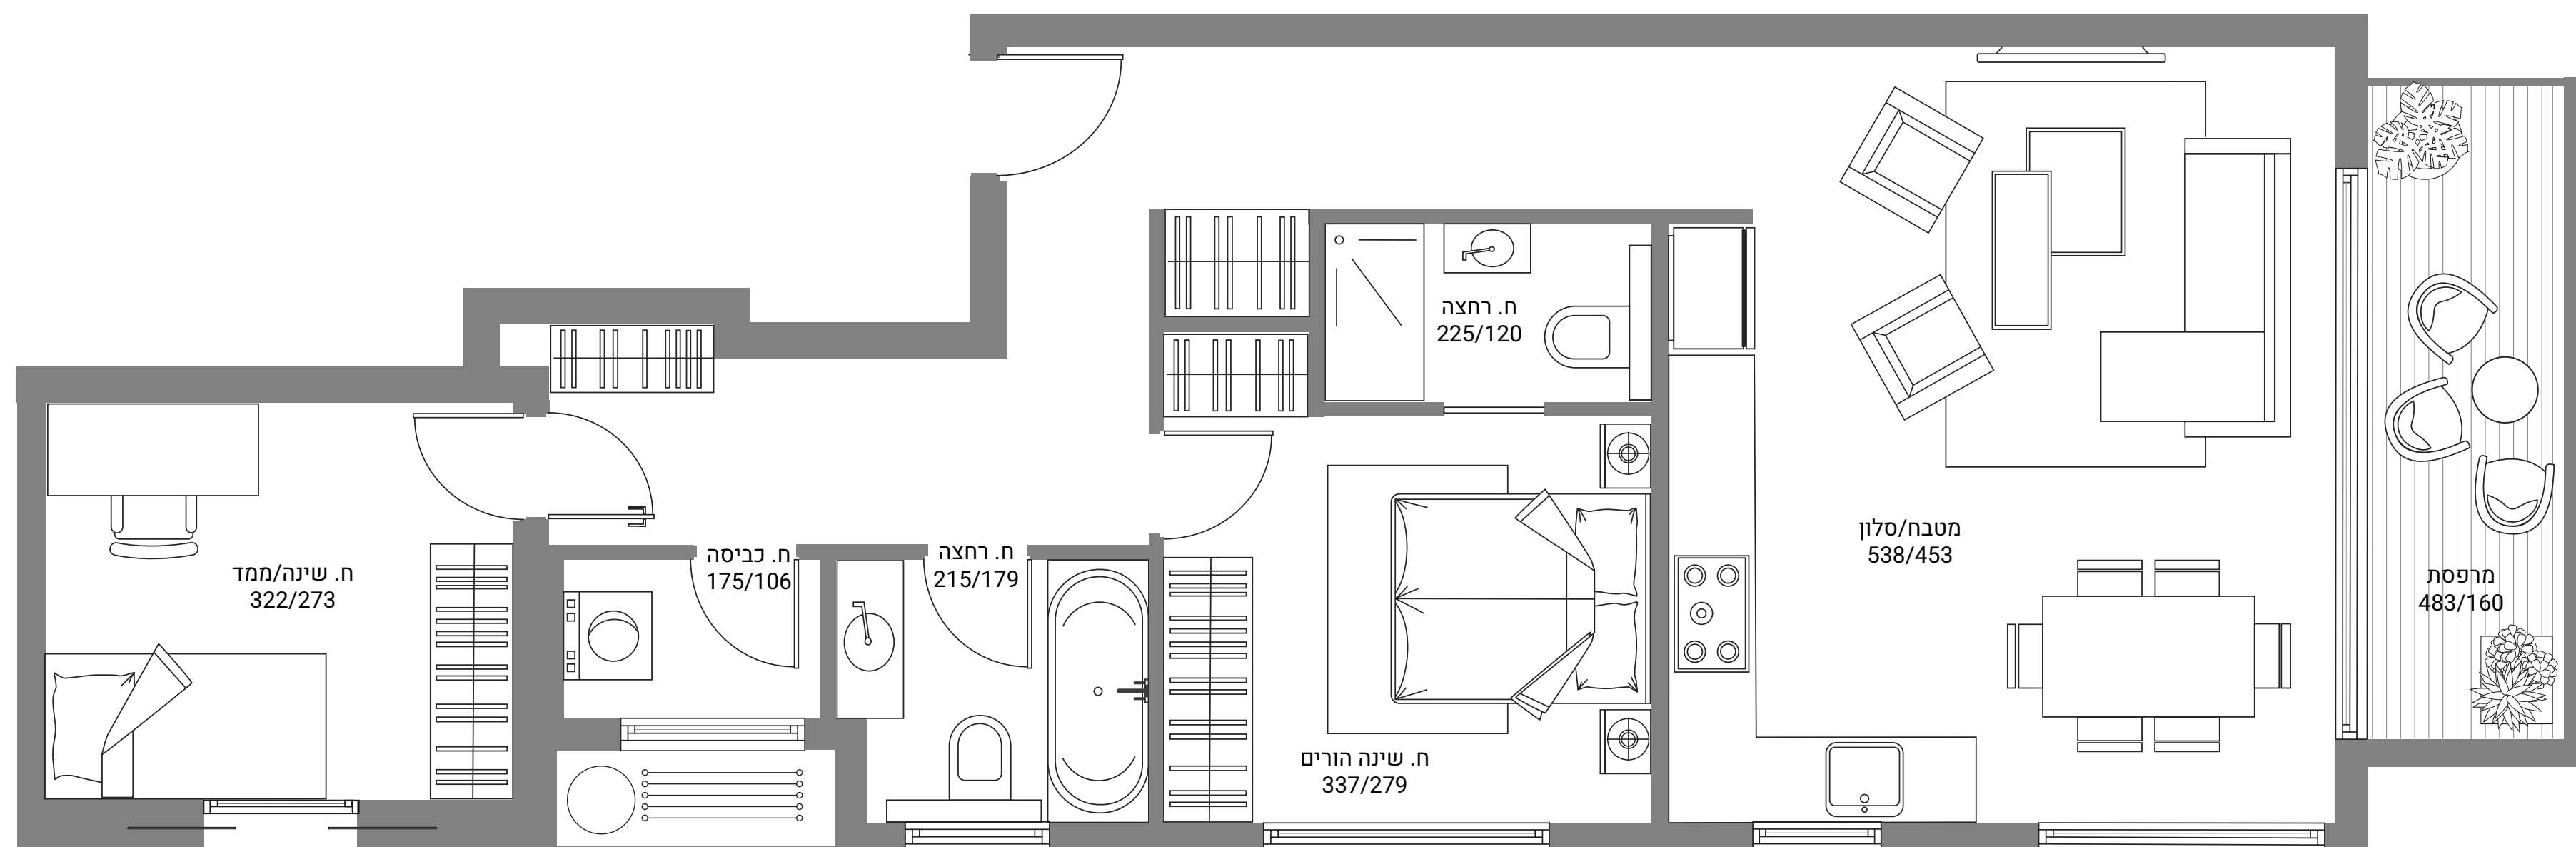 ח. רחצה
225/120
מטבח/סלון
538/453
מרפסת
483/160
ח. שינה הורים
337/279
ח. רחצה
215/179
ח. כביסה
175/106
ח. שינה/ממד
322/273